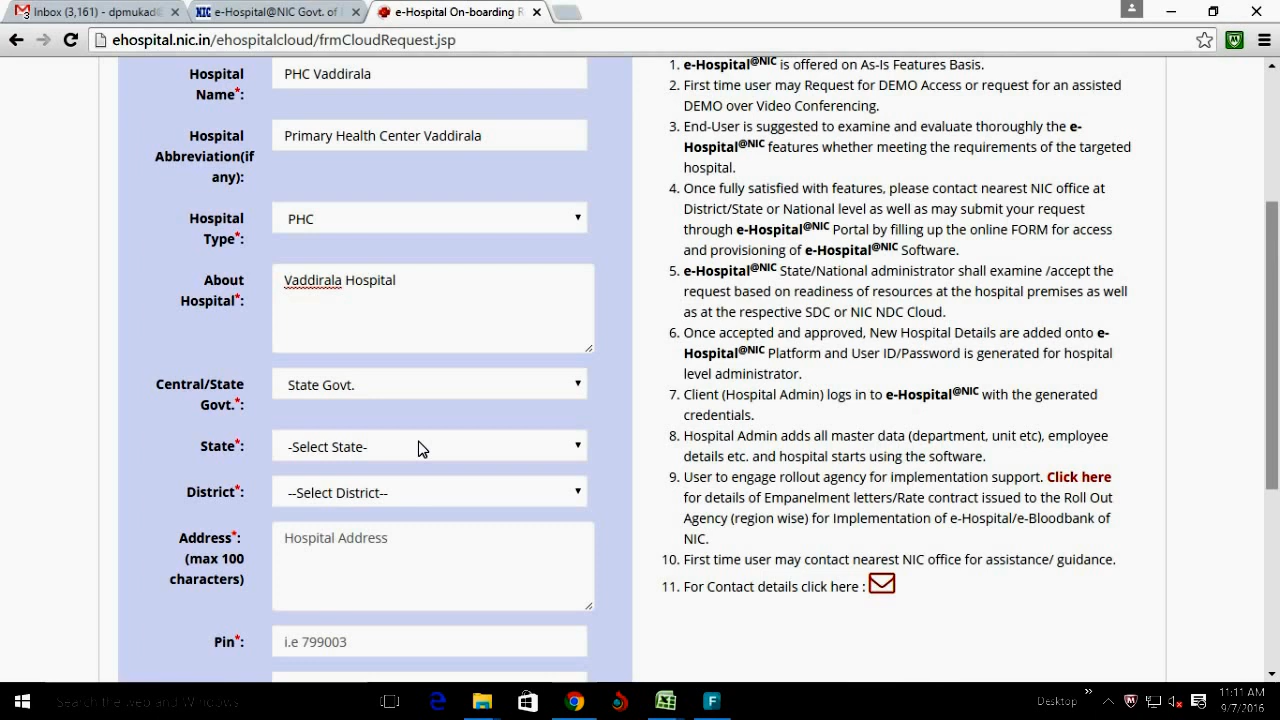 Inbox (3,161) - dpmukad@
NIC e-Hospital@NIC Govt. of
e-Hospital On-boarding R
ehospital.nic.in/ehospitalcloud/frmCloudRequest.jsp
Hospital Name*: PHC Vaddirala
Hospital Abbreviation(if any): Primary Health Center Vaddirala
Hospital Type*: PHC
About Hospital*: Vaddirala Hospital
Central/State Govt.*: State Govt.
State*: -Select State-
District*: --Select District--
Address*: (max 100 characters) Hospital Address
Pin*: i.e 799003
1. e-Hospital@NIC is offered on As-Is Features Basis.
2. First time user may Request for DEMO Access or request for an assisted
DEMO over Video Conferencing.
3. End-User is suggested to examine and evaluate thoroughly the e-
Hospital@NIC features whether meeting the requirements of the targeted
hospital.
4. Once fully satisfied with features, please contact nearest NIC office at
District/State or National level as well as may submit your request
through e-Hospital@NIC Portal by filling up the online FORM for access
and provisioning of e-Hospital@NIC Software.
5. e-Hospital@NIC State/National administrator shall examine /accept the
request based on readiness of resources at the hospital premises as well
as at the respective SDC or NIC NDC Cloud.
6. Once accepted and approved, New Hospital Details are added onto e-
Hospital@NIC Platform and User ID/Password is generated for hospital
level administrator.
7. Client (Hospital Admin) logs in to e-Hospital@NIC with the generated
credentials.
8. Hospital Admin adds all master data (department, unit etc), employee
details etc. and hospital starts using the software.
9. User to engage rollout agency for implementation support. Click here
for details of Empanelment letters/Rate contract issued to the Roll Out
Agency (region wise) for Implementation of e-Hospital/e-Bloodbank of
NIC.
10. First time user may contact nearest NIC office for assistance/ guidance.
11. For Contact details click here :
Search the web and Windows
Desktop
11:11 AM
9/7/2016